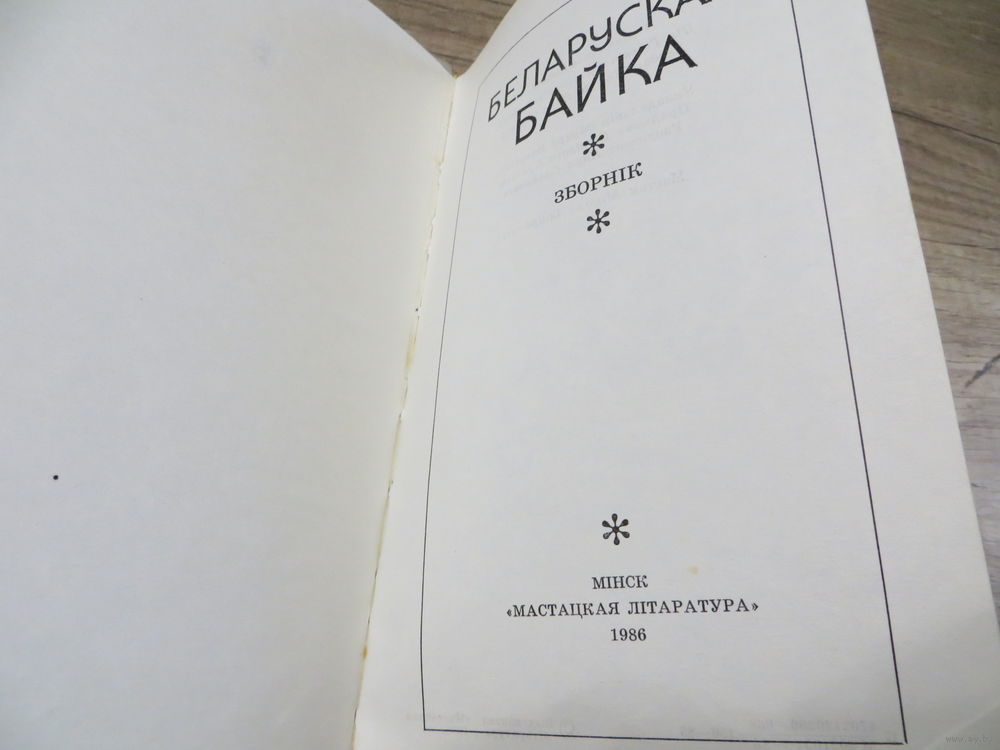 БЕЛАРУСКАЯ
БАЙКА
ЗБОРНІК
МІНСК
«МАСТАЦКАЯ ЛІТАРАТУРА»
1986